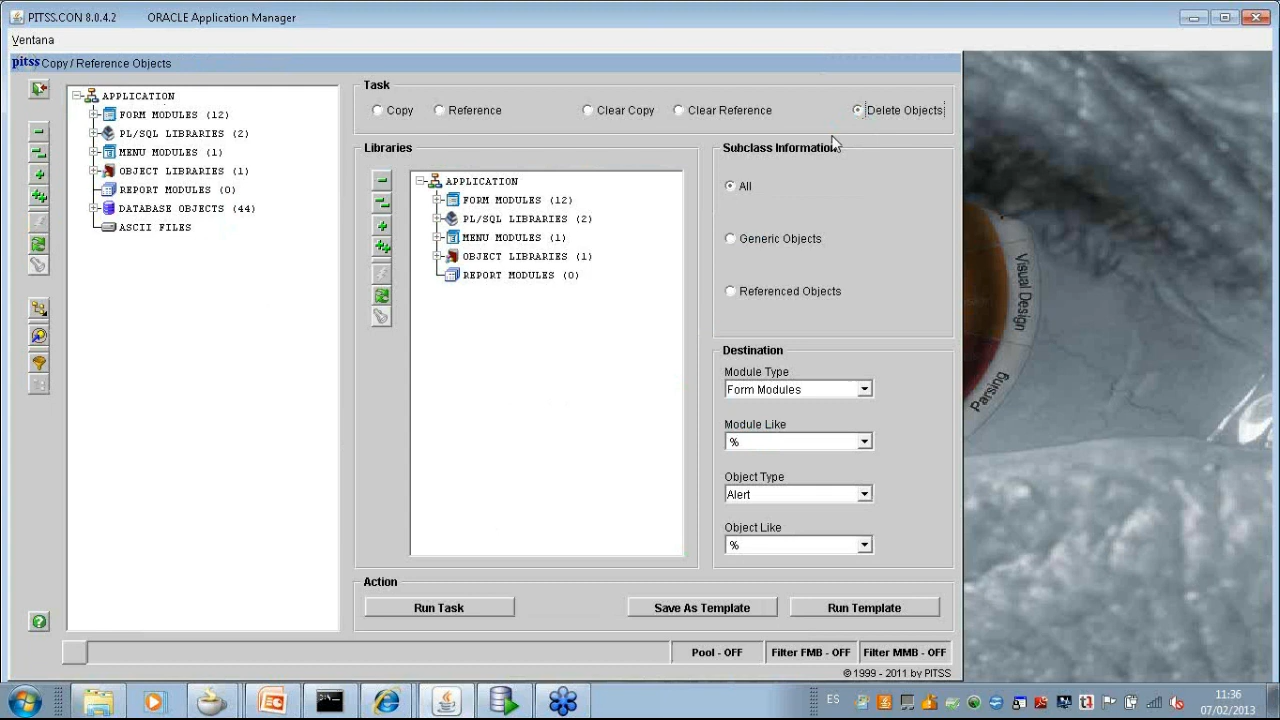 PITSS.CON 8.0.4.2 ORACLE Application Manager
Ventana
pitss Copy / Reference Objects
APPLICATION
FORM MODULES (12)
PL/SQL LIBRARIES (2)
MENU MODULES (1)
OBJECT LIBRARIES (1)
REPORT MODULES (0)
DATABASE OBJECTS (44)
ASCII FILES
Task
Copy Reference Clear Copy Clear Reference Delete Objects
Libraries
APPLICATION
FORM MODULES (12)
PL/SQL LIBRARIES (2)
MENU MODULES (1)
OBJECT LIBRARIES (1)
REPORT MODULES (0)
Subclass Information
All
Generic Objects
Referenced Objects
Destination
Module Type
Form Modules
Module Like
%
Object Type
Alert
Object Like
%
Action
Run Task Save As Template Run Template
Pool - OFF Filter FMB - OFF Filter MMB - OFF
© 1999 - 2011 by PITSS
Visual Design
Parsing
ES
11:36
07/02/2013